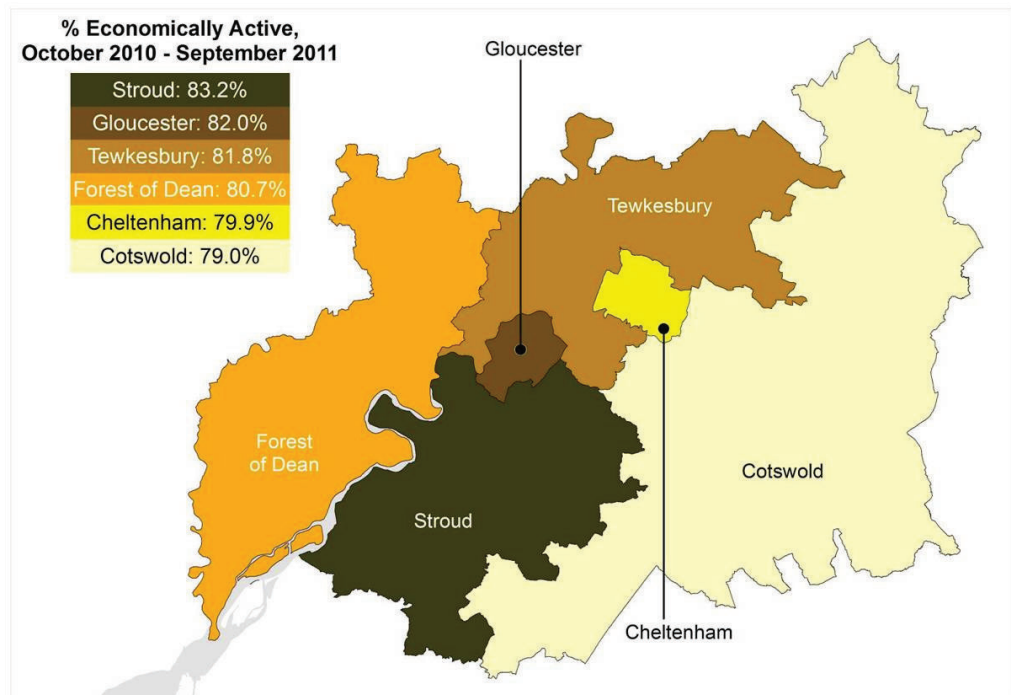 % Economically Active,
October 2010 - September 2011
Stroud: 83.2%
Gloucester: 82.0%
Tewkesbury: 81.8%
Forest of Dean: 80.7%
Cheltenham: 79.9%
Cotswold: 79.0%
Gloucester
Tewkesbury
Forest
of Dean
Cotswold
Stroud
Cheltenham